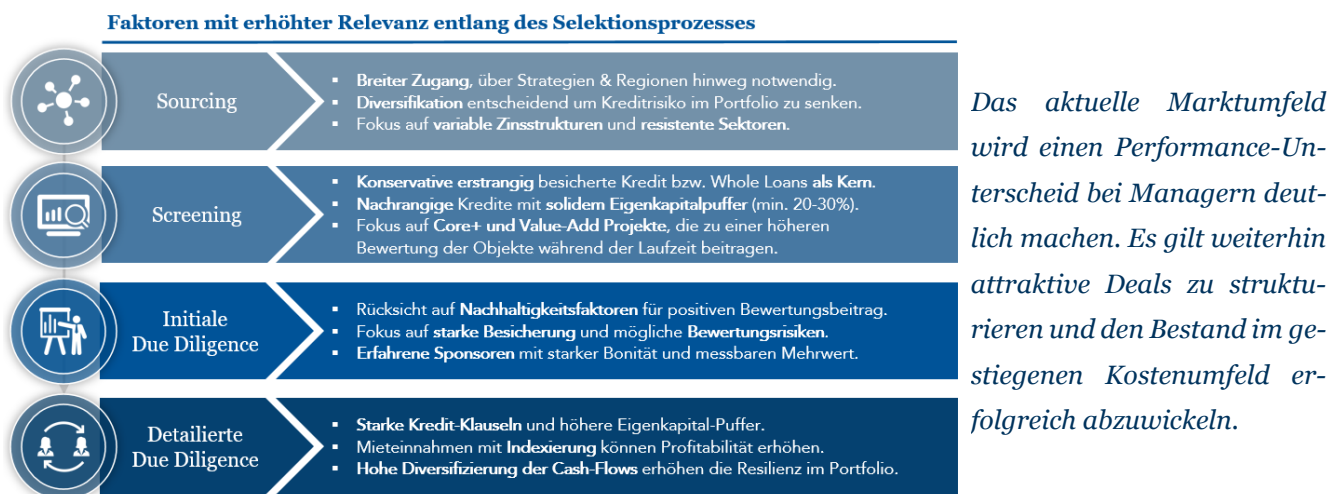 Faktoren mit erhöhter Relevanz entlang des Selektionsprozesses
Sourcing
▪ Breiter Zugang, über Strategien & Regionen hinweg notwendig.
▪ Diversifikation entscheidend um Kreditrisiko im Portfolio zu senken.
▪ Fokus auf variable Zinsstrukturen und resistente Sektoren.
Screening
▪ Konservative erstrangig besicherte Kredit bzw. Whole Loans als Kern.
▪ Nachrangige Kredite mit solidem Eigenkapitalpuffer (min. 20-30%).
▪ Fokus auf Core+ und Value-Add Projekte, die zu einer höheren
Bewertung der Objekte während der Laufzeit beitragen.
Initiale
Due Diligence
▪ Rücksicht auf Nachhaltigkeitsfaktoren für positiven Bewertungsbeitrag.
▪ Fokus auf starke Besicherung und mögliche Bewertungsrisiken.
▪ Erfahrene Sponsoren mit starker Bonität und messbaren Mehrwert.
Detailierte
Due Diligence
▪ Starke Kredit-Klauseln und höhere Eigenkapital-Puffer.
▪ Mieteinnahmen mit Indexierung können Profitabilität erhöhen.
▪ Hohe Diversifizierung der Cash-Flows erhöhen die Resilienz im Portfolio.
Das aktuelle Marktumfeld
wird einen Performance-Un-
terscheid bei Managern deut-
lich machen. Es gilt weiterhin
attraktive Deals zu struktu-
rieren und den Bestand im ge-
stiegenen Kostenumfeld er-
folgreich abzuwickeln.